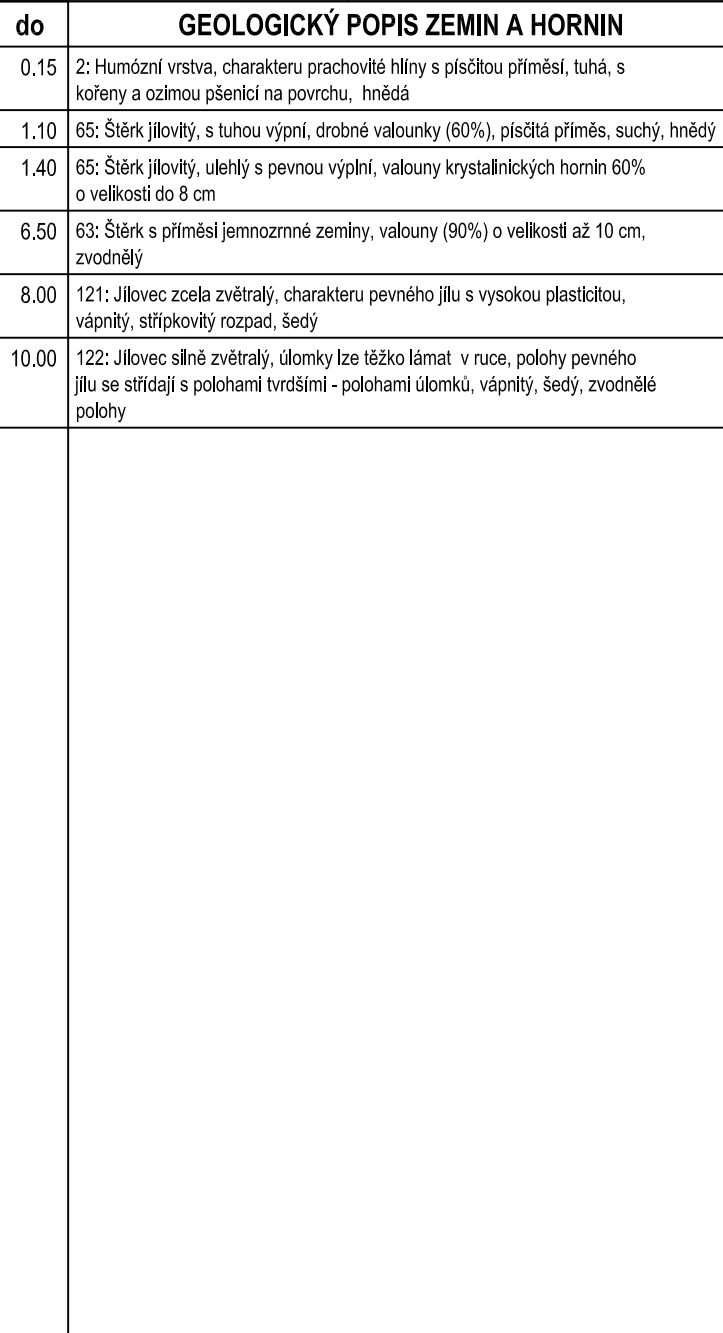 do GEOLOGICKÝ POPIS ZEMIN A HORNIN
0.15 2: Humózní vrstva, charakteru prachovité hlíny s písčitou příměsí, tuhá, s
kořeny a ozimou pšenicí na povrchu, hnědá
1.10 65: Štěrk jílovitý, s tuhou výpní, drobné valounky (60%), písčitá příměs, suchý, hnědý
1.40 65: Štěrk jílovitý, ulehlý s pevnou výplní, valouny krystalinických hornin 60%
o velikosti do 8 cm
6.50 63: Štěrk s příměsi jemnozrnné zeminy, valouny (90%) o velikosti až 10 cm,
zvodnělý
8.00 121: Jílovec zcela zvětralý, charakteru pevného jílu s vysokou plasticitou,
vápnitý, střípkovitý rozpad, šedý
10.00 122: Jílovec silně zvětralý, úlomky lze těžko lámat v ruce, polohy pevného
jílu se střídají s polohami tvrdšími - polohami úlomků, vápnitý, šedý, zvodnělé
polohy